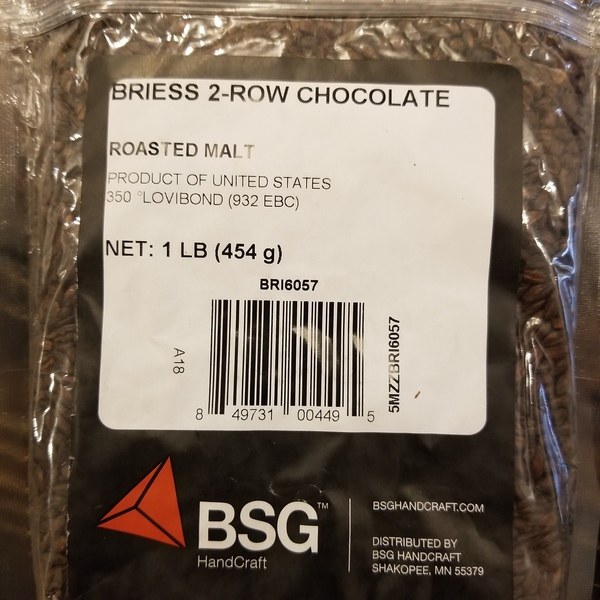 BRIESS 2-ROW CHOCOLATE
ROASTED MALT
PRODUCT OF UNITED STATES
350 °LOVIBOND (932 EBC)
NET: 1 LB (454 g)
BRI6057
A18
5MZZBRI6057
8 49731 00449 5
BSG™
HandCraft
BSGHANDCRAFT.COM
DISTRIBUTED BY
BSG HANDCRAFT
SHAKOPEE, MN 55379